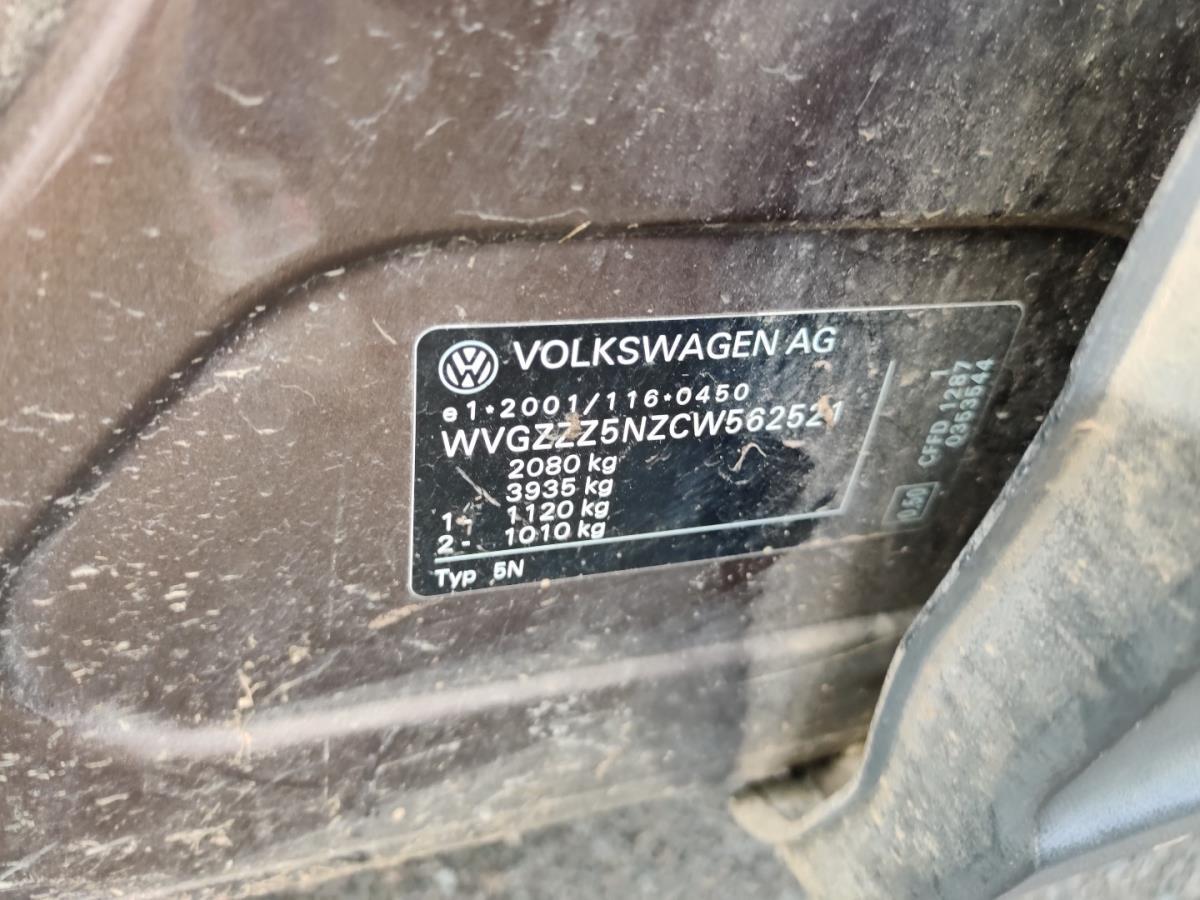 VOLKSWAGEN AG
e1*2001/116*0450
WVGZZZ5NZCW562521
2080 kg
3935 kg
1- 1120 kg
2- 1010 kg
Typ 5N
CFFD 1287